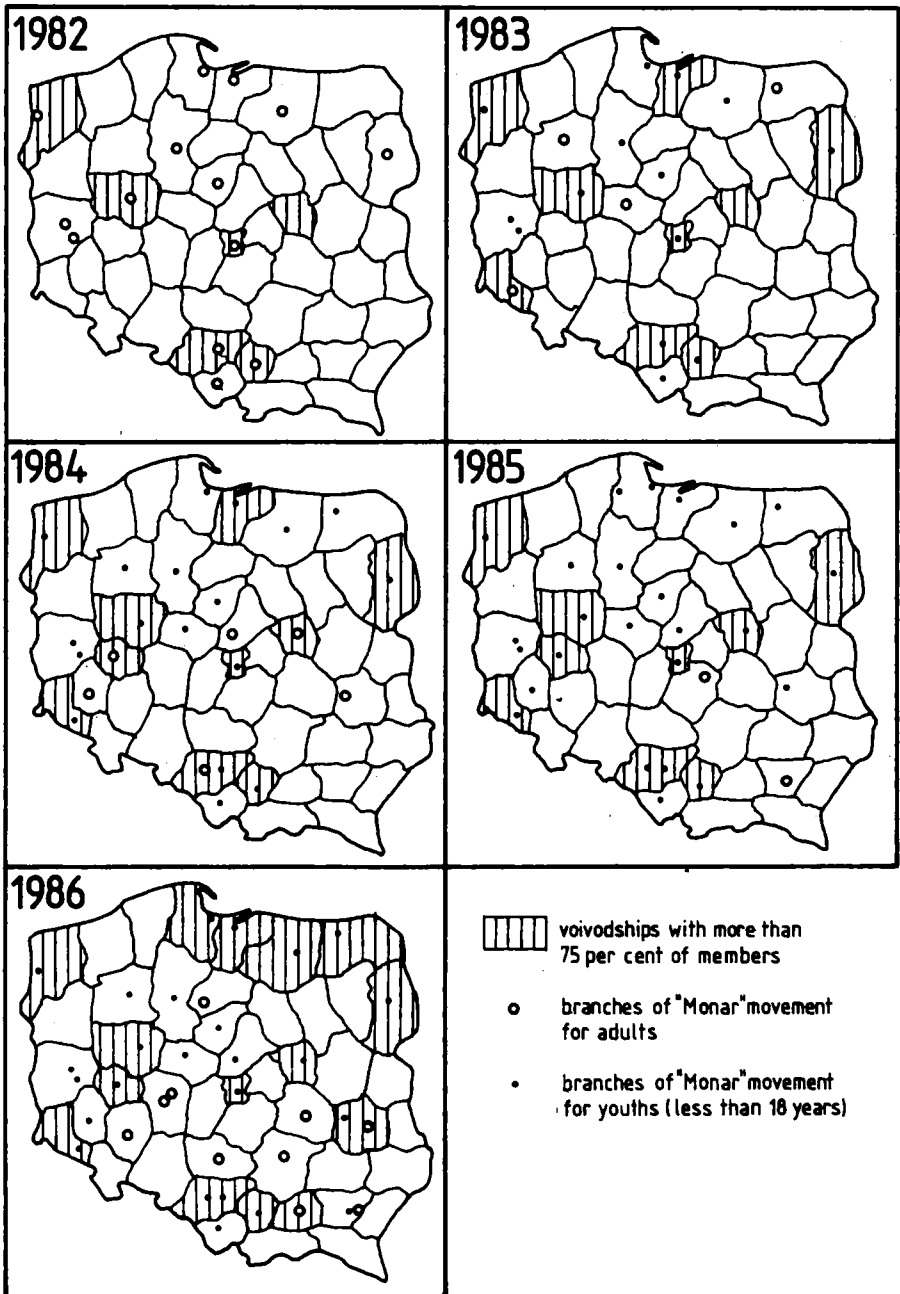 1982
1983
1984
1985
1986
voivodships with more than
75 per cent of members
branches of "Monar" movement
for adults
branches of "Monar" movement
for youths (less than 18 years)